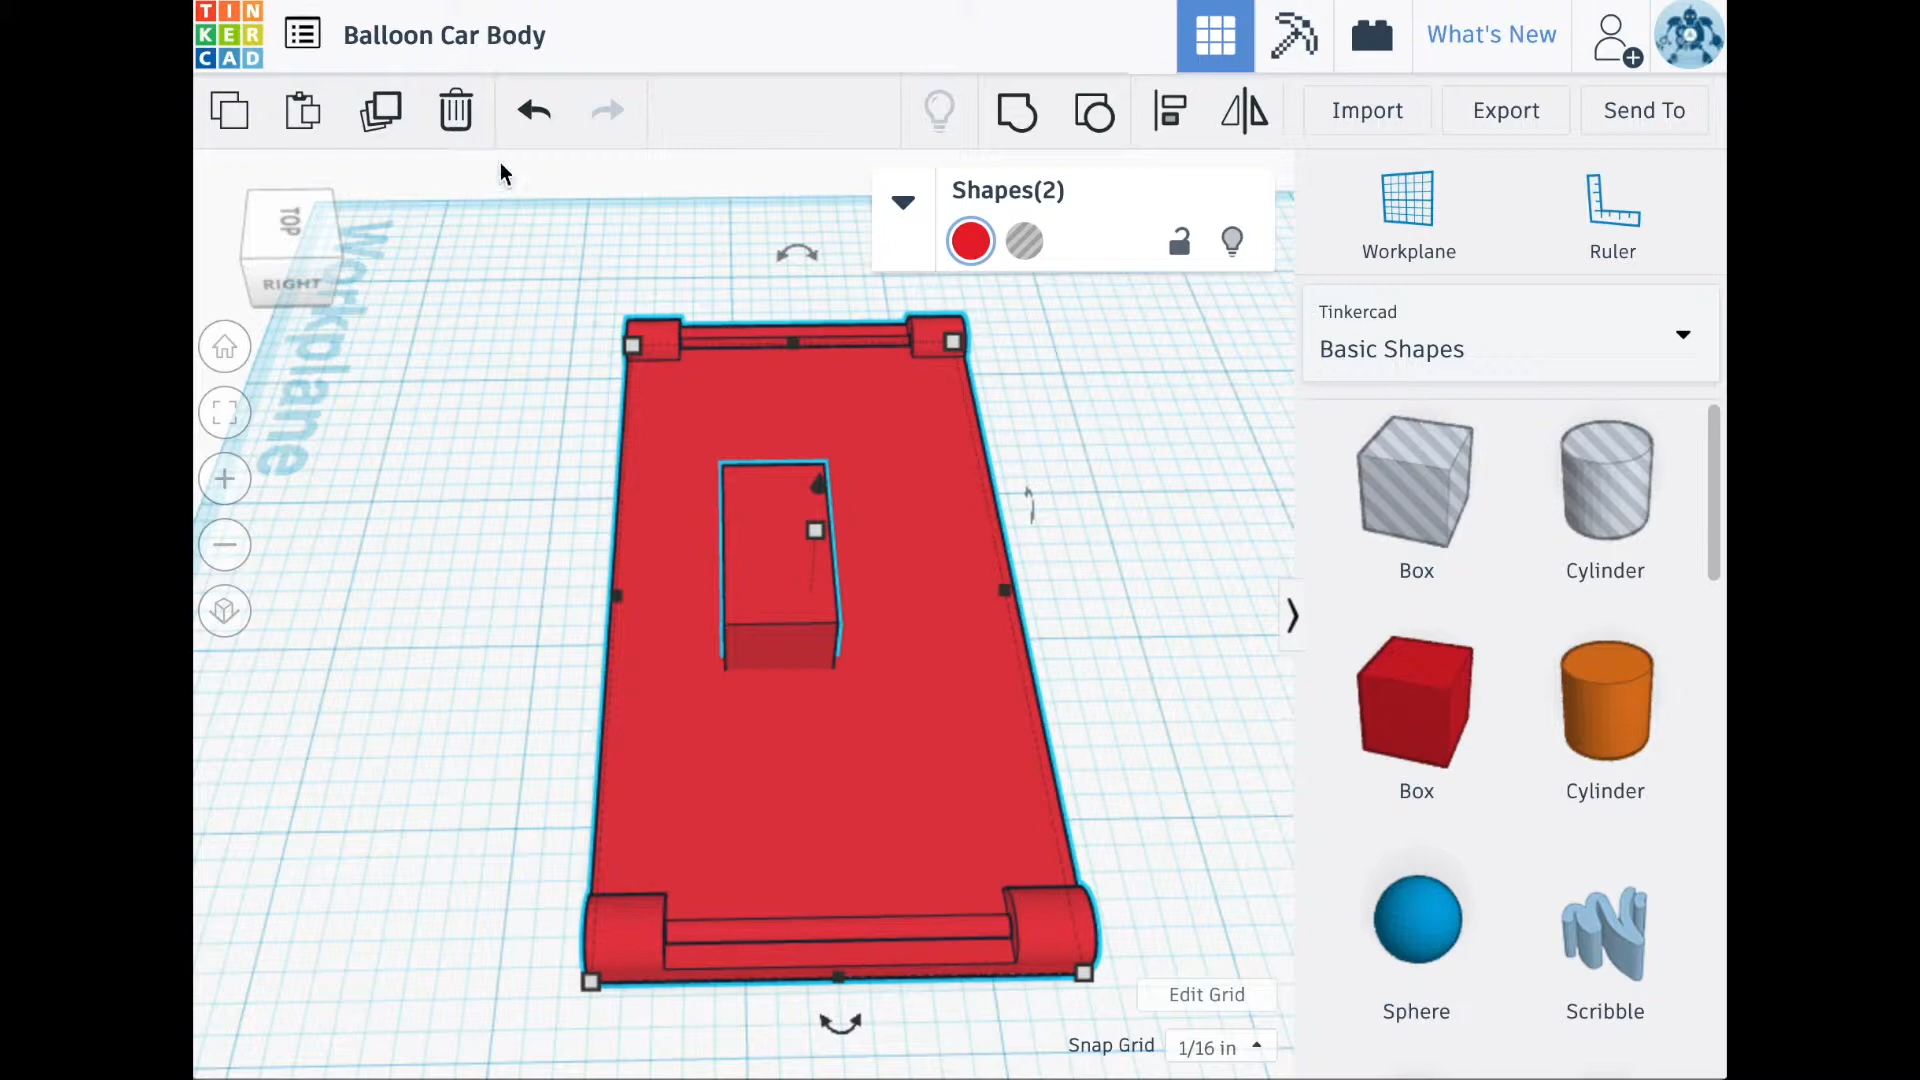 TIN
KER
CAD
Balloon Car Body
What's New
Import
Export
Send To
TOP
RIGHT
Workplane
Shapes(2)
Workplane
Ruler
Tinkercad
Basic Shapes
Box
Cylinder
Box
Cylinder
Sphere
Scribble
Edit Grid
Snap Grid
1/16 in